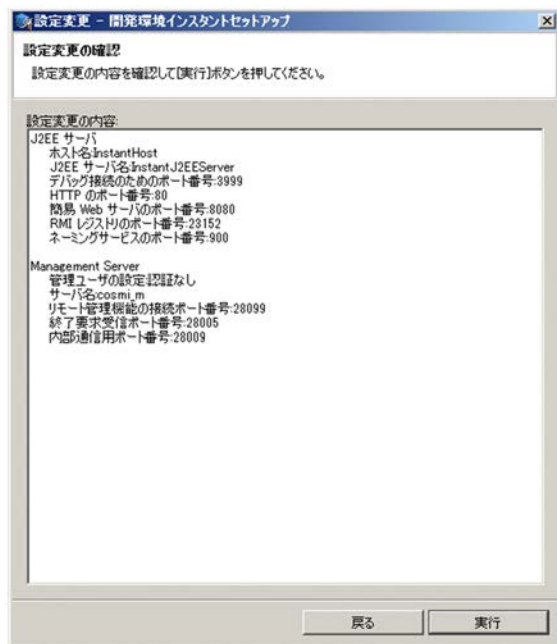 設定変更 - 開発環境インスタントセットアップ
設定変更の確認
設定変更の内容を確認して[実行]ボタンを押してください。
設定変更の内容:
J2EE サーバ
ホスト名:InstantHost
J2EE サーバ名:InstantJ2EEServer
デバッグ接続のためのポート番号:3999
HTTP のポート番号:80
簡易 Web サーバのポート番号:8080
RMI レジストリのポート番号:23152
ネーミングサービスのポート番号:900
Management Server
管理ユーザの設定:認証なし
サーバ名:cosmi_m
リモート管理機能の接続ポート番号:28099
終了要求受信ポート番号:28005
内部通信用ポート番号:28009
戻る
実行